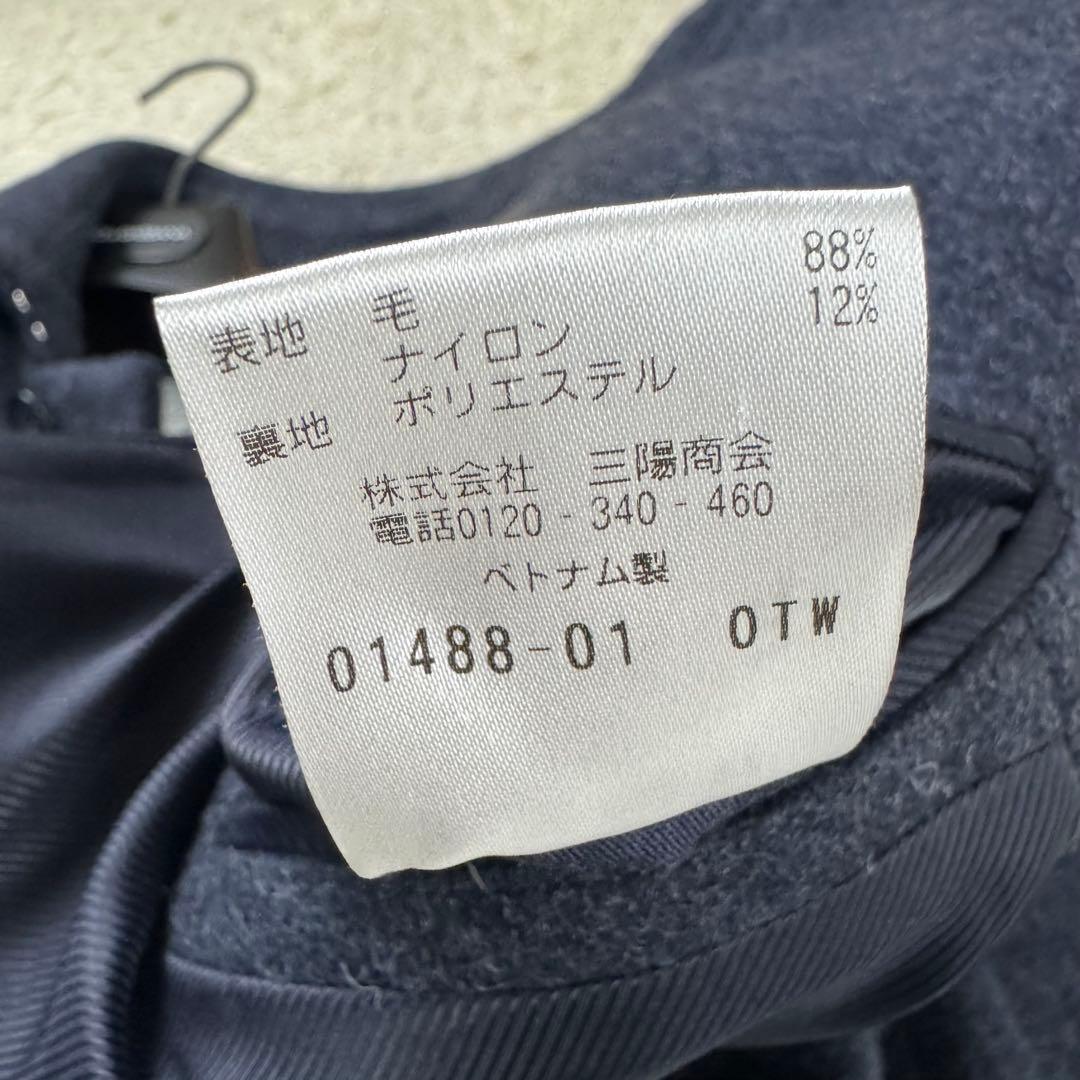 表地 毛 88%
ナイロン 12%
裏地 ポリエステル
株式会社 三陽商会
電話0120 - 340 - 460
ベトナム製
01488-01 OTW